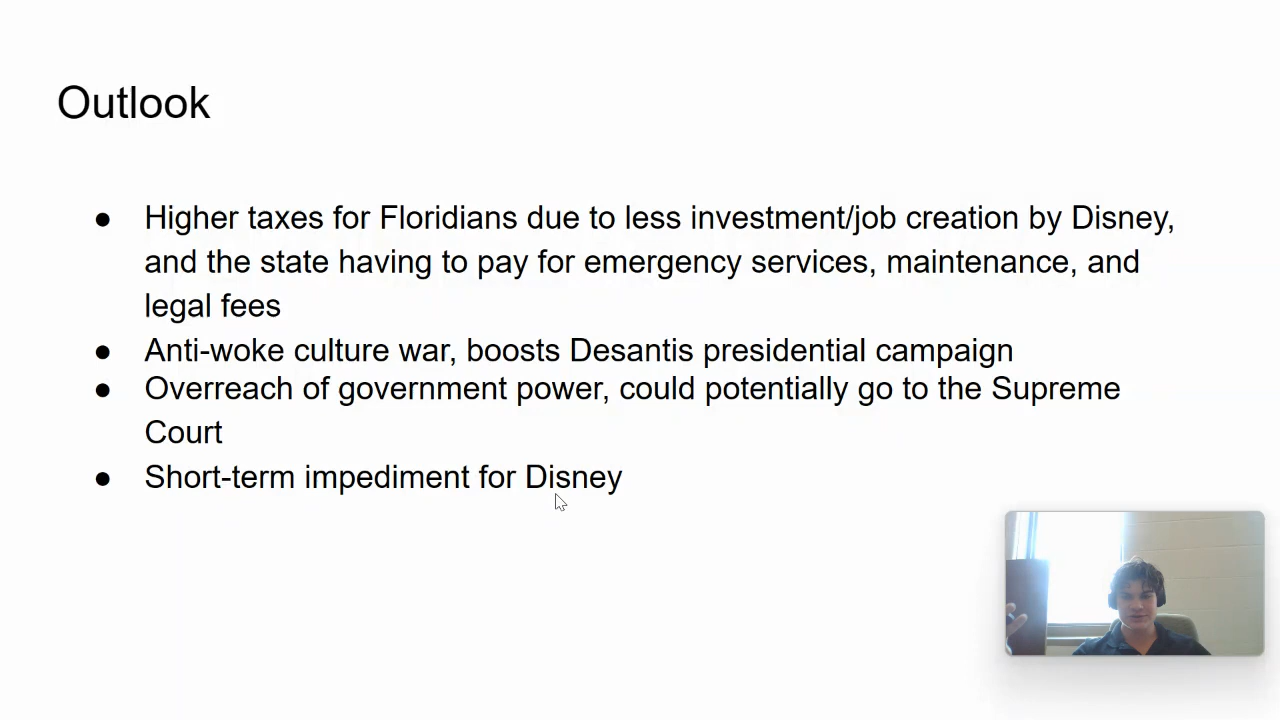 Outlook
● Higher taxes for Floridians due to less investment/job creation by Disney,
and the state having to pay for emergency services, maintenance, and
legal fees
● Anti-woke culture war, boosts Desantis presidential campaign
● Overreach of government power, could potentially go to the Supreme
Court
● Short-term impediment for Disney